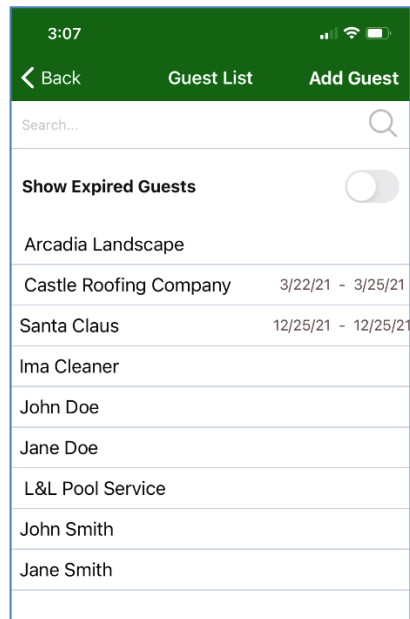 3:07
Back Guest List Add Guest
Search...
Show Expired Guests
Arcadia Landscape
Castle Roofing Company 3/22/21 - 3/25/21
Santa Claus 12/25/21 - 12/25/21
Ima Cleaner
John Doe
Jane Doe
L&L Pool Service
John Smith
Jane Smith